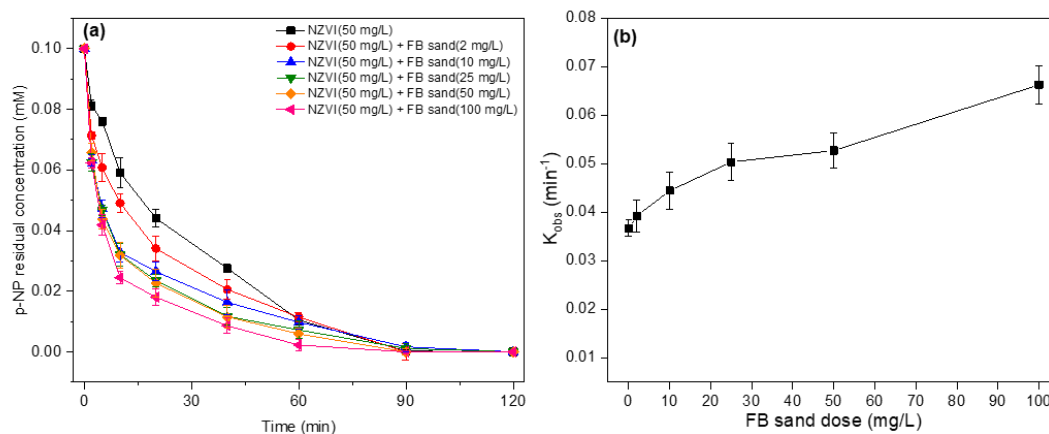 (a)
NZVI(50 mg/L)
NZVI(50 mg/L) + FB sand(2 mg/L)
NZVI(50 mg/L) + FB sand(10 mg/L)
NZVI(50 mg/L) + FB sand(25 mg/L)
NZVI(50 mg/L) + FB sand(50 mg/L)
NZVI(50 mg/L) + FB sand(100 mg/L)
p-NP residual concentration (mM)
0.10
0.08
0.06
0.04
0.02
0.00
0 30 60 90 120
Time (min)
(b)
K_obs (min⁻¹)
0.08
0.07
0.06
0.05
0.04
0.03
0.02
0.01
0 10 20 30 40 50 60 70 80 90 100
FB sand dose (mg/L)